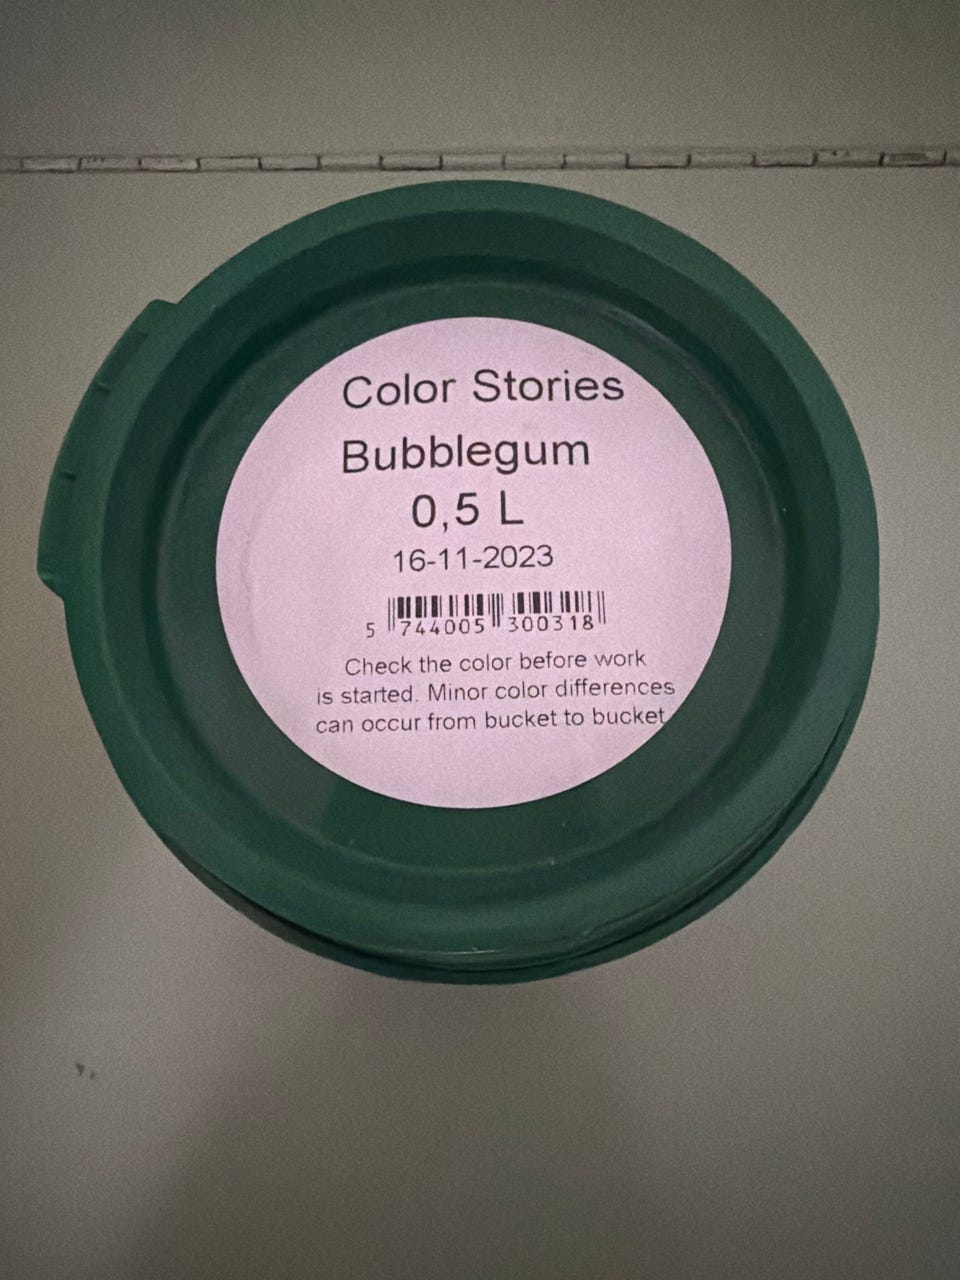 Color Stories
Bubblegum
0,5 L
16-11-2023
5 744005 300318
Check the color before work
is started. Minor color differences
can occur from bucket to bucket